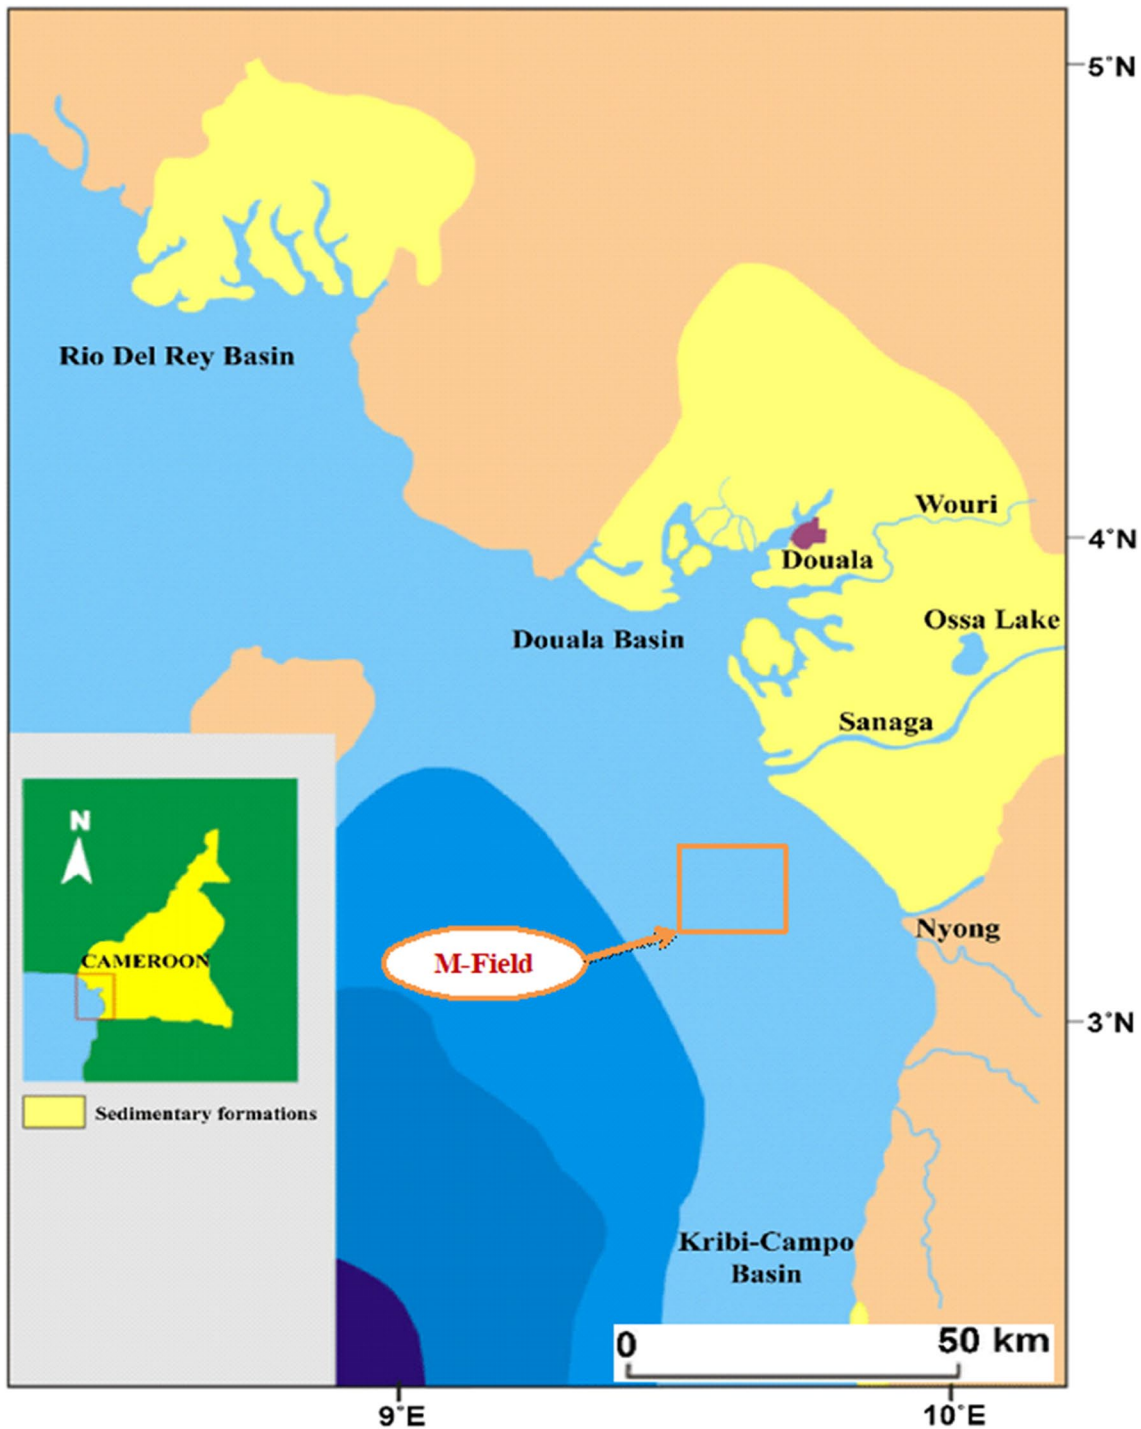 5°N
Rio Del Rey Basin
Wouri
4°N
Douala
Ossa Lake
Douala Basin
Sanaga
N
CAMEROON
M-Field
Nyong
3°N
Sedimentary formations
Kribi-Campo
Basin
0 50 km
9°E 10°E